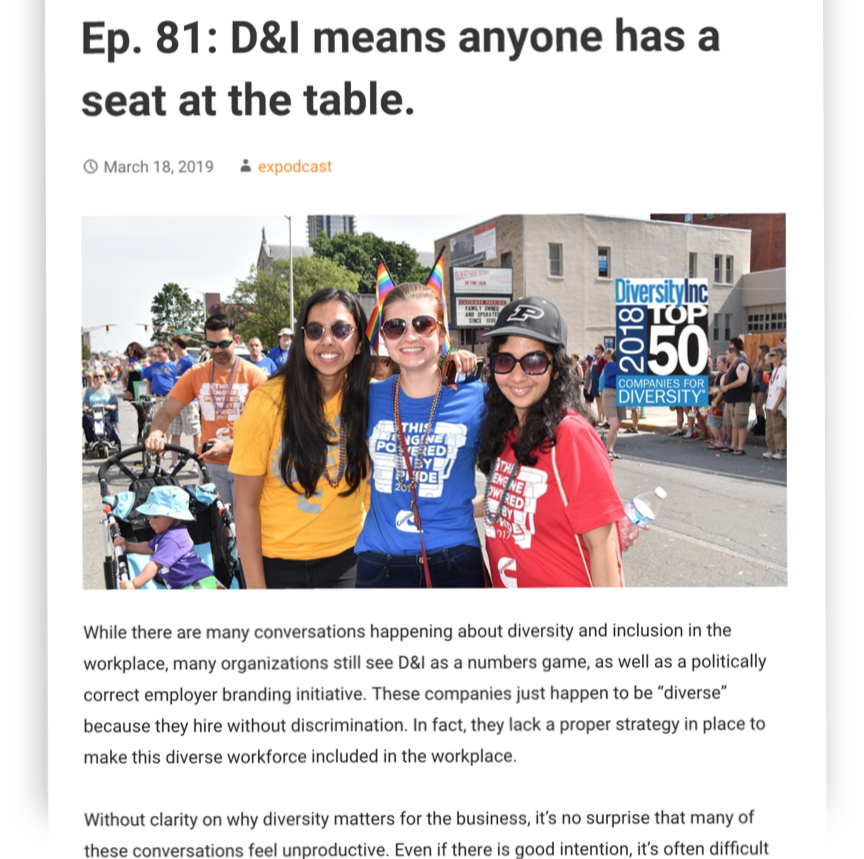 Ep. 81: D&I means anyone has a
seat at the table.
March 18, 2019 expodcast
FAMILY OWNED
AND OPERATED
SINCE
DiversityInc
2018 TOP
50
COMPANIES FOR
DIVERSITY
THIS
ENGINE
POWERED
BY
PRIDE
THIS
ENGINE
POWERED
BY
PRIDE
THIS
ENGINE
POWERED
BY
PRIDE
2017
P
While there are many conversations happening about diversity and inclusion in the
workplace, many organizations still see D&I as a numbers game, as well as a politically
correct employer branding initiative. These companies just happen to be “diverse”
because they hire without discrimination. In fact, they lack a proper strategy in place to
make this diverse workforce included in the workplace.
Without clarity on why diversity matters for the business, it’s no surprise that many of
these conversations feel unproductive. Even if there is good intention, it’s often difficult